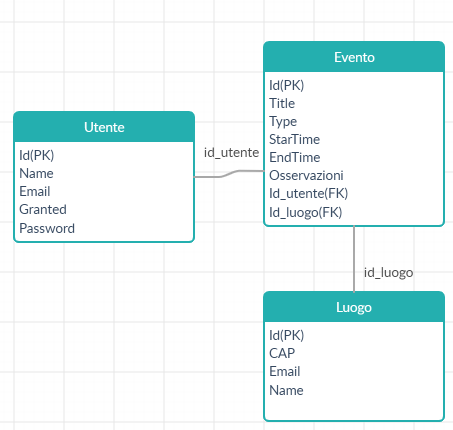 Evento
Id(PK)
Title
Type
StarTime
EndTime
Osservazioni
Id_utente(FK)
Id_luogo(FK)
Utente
Id(PK)
Name
Email
Granted
Password
id_utente
id_luogo
Luogo
Id(PK)
CAP
Email
Name